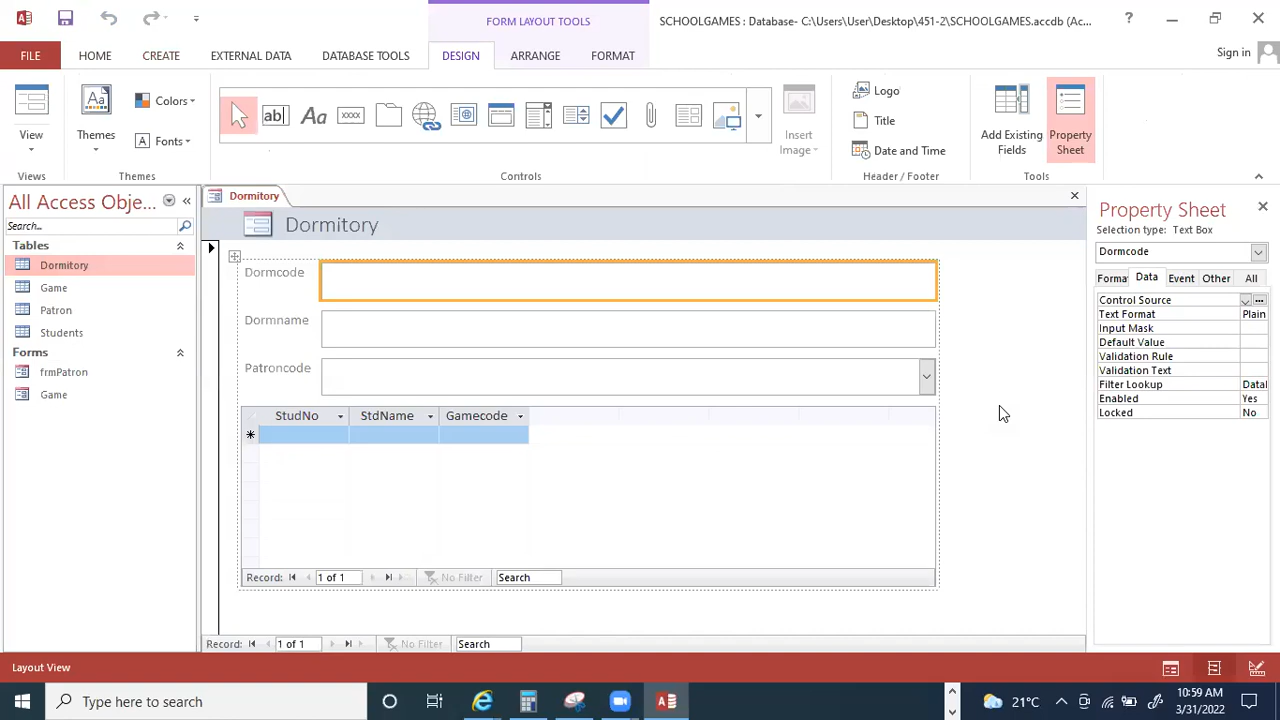 FORM LAYOUT TOOLS
SCHOOLGAMES : Database- C:\Users\User\Desktop\451-2\SCHOOLGAMES.accdb (Ac...
?
Sign in
FILE
HOME
CREATE
EXTERNAL DATA
DATABASE TOOLS
DESIGN
ARRANGE
FORMAT
View
Themes
Aa
Colors
Fonts
ab
Aa
xxxx
Insert
Image
Logo
Title
Date and Time
Add Existing
Fields
Property
Sheet
Views
Themes
Controls
Header / Footer
Tools
All Access Obje...
Search...
Tables
Dormitory
Game
Patron
Students
Forms
frmPatron
Game
Dormitory
Dormitory
Dormcode
Dormname
Patroncode
StudNo
StdName
Gamecode
Record:
1 of 1
No Filter
Search
Record:
1 of 1
No Filter
Search
Property Sheet
Selection type: Text Box
Dormcode
Format
Data
Event
Other
All
Control Source
Text Format Plain
Input Mask
Default Value
Validation Rule
Validation Text
Filter Lookup Datal
Enabled Yes
Locked No
Layout View
Type here to search
21°C
10:59 AM
3/31/2022